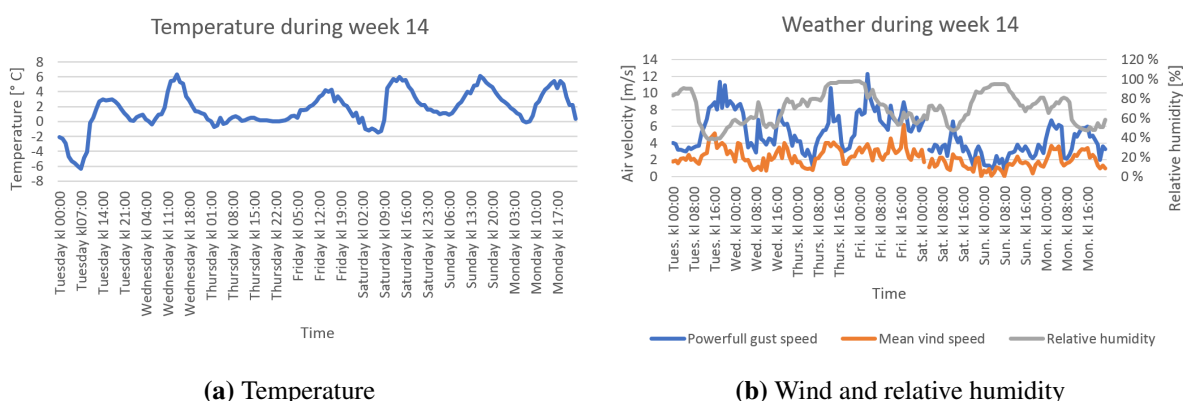 Temperature during week 14
Temperature [° C]
8
6
4
2
0
-2
-4
-6
-8
Tuesday kl 00:00
Tuesday kl07:00
Tuesday kl 14:00
Tuesday kl 21:00
Wednesday kl 04:00
Wednesday kl 11:00
Wednesday kl 18:00
Thursday kl 01:00
Thursday kl 08:00
Thursday kl 15:00
Thursday kl 22:00
Friday kl 05:00
Friday kl 12:00
Friday kl 19:00
Saturday kl 02:00
Saturday kl 09:00
Saturday kl 16:00
Saturday kl 23:00
Sunday kl 06:00
Sunday kl 13:00
Sunday kl 20:00
Monday kl 03:00
Monday kl 10:00
Monday kl 17:00
Time
(a) Temperature
Weather during week 14
Air velocity [m/s]
14
12
10
8
6
4
2
0
120 %
100 %
80 %
60 %
40 %
20 %
0 %
Relative humidity [%]
Tues. kl 00:00
Tues. kl 08:00
Tues. kl 16:00
Wed. kl 00:00
Wed. kl 08:00
Wed. kl 16:00
Thurs. kl 00:00
Thurs. kl 08:00
Thurs. kl 16:00
Fri. kl 00:00
Fri. kl 08:00
Fri. kl 16:00
Sat. kl 00:00
Sat. kl 08:00
Sat. kl 16:00
Sun. kl 00:00
Sun. kl 08:00
Sun. kl 16:00
Mon. kl 00:00
Mon. kl 08:00
Mon. kl 16:00
Time
Powerfull gust speed
Mean vind speed
Relative humidity
(b) Wind and relative humidity